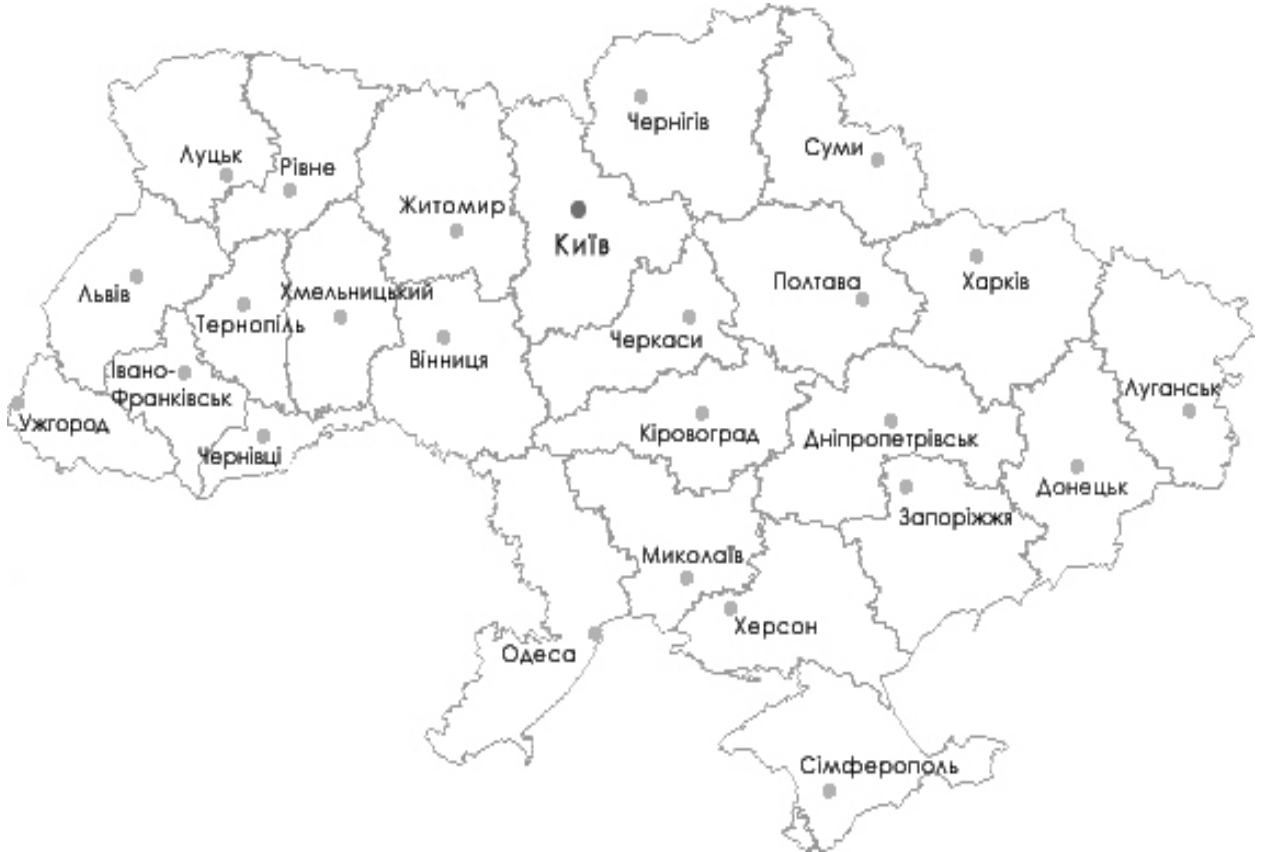 Чернігів
Суми
Луцьк
Рівне
Житомир
Київ
Львів
Тернопіль
Хмельницький
Полтава
Харків
Черкаси
Вінниця
Івано-
Франківськ
Луганськ
Ужгород
Чернівці
Кіровоград
Дніпропетрівськ
Донецьк
Запоріжжя
Миколаїв
Херсон
Одеса
Сімферополь